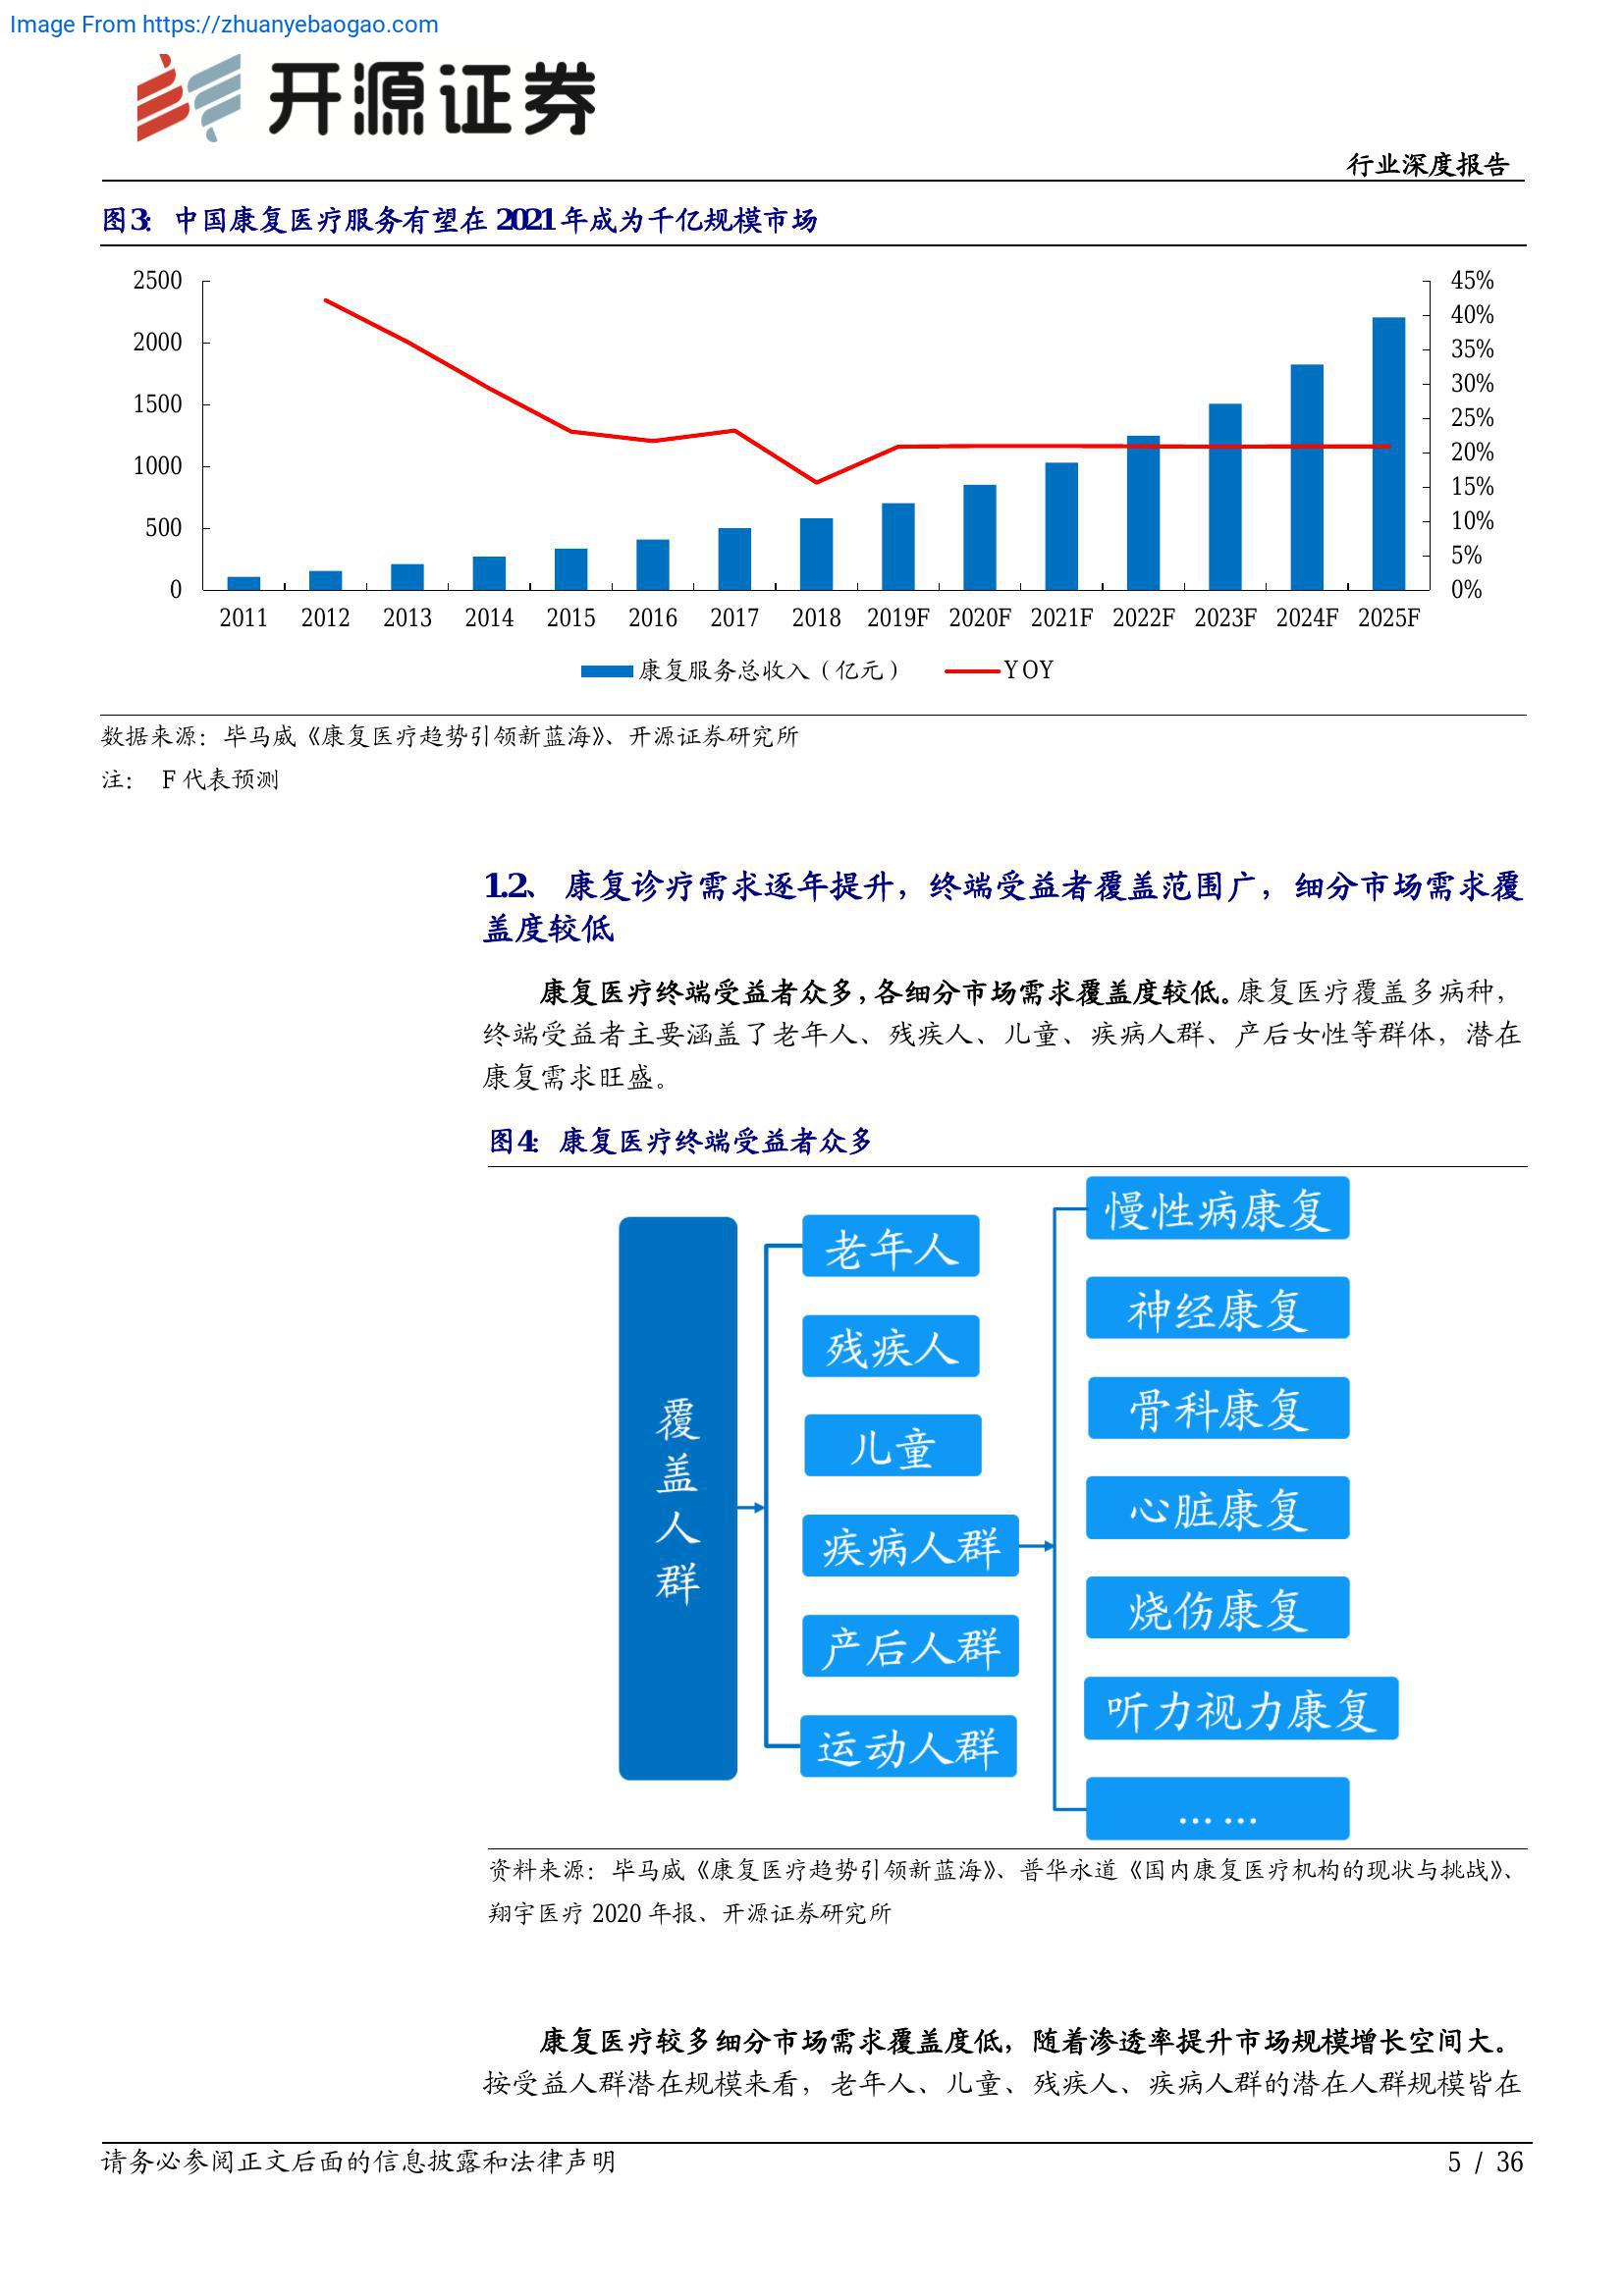 Image From https://zhuanyebaogao.com
开源证券
行业深度报告
图3： 中国康复医疗服务有望在 2021 年成为千亿规模市场
2500
2000
1500
1000
500
0
45%
40%
35%
30%
25%
20%
15%
10%
5%
0%
2011 2012 2013 2014 2015 2016 2017 2018 2019F 2020F 2021F 2022F 2023F 2024F 2025F
康复服务总收入（亿元） YOY
数据来源：毕马威《康复医疗趋势引领新蓝海》、开源证券研究所
注： F 代表预测
1.2、 康复诊疗需求逐年提升，终端受益者覆盖范围广，细分市场需求覆
盖度较低
康复医疗终端受益者众多，各细分市场需求覆盖度较低。康复医疗覆盖多病种，
终端受益者主要涵盖了老年人、残疾人、儿童、疾病人群、产后女性等群体，潜在
康复需求旺盛。
图4： 康复医疗终端受益者众多
覆盖人群
老年人
残疾人
儿童
疾病人群
产后人群
运动人群
慢性病康复
神经康复
骨科康复
心脏康复
烧伤康复
听力视力康复
……
资料来源：毕马威《康复医疗趋势引领新蓝海》、普华永道《国内康复医疗机构的现状与挑战》、
翔宇医疗 2020 年报、开源证券研究所
康复医疗较多细分市场需求覆盖度低，随着渗透率提升市场规模增长空间大。
按受益人群潜在规模来看，老年人、儿童、残疾人、疾病人群的潜在人群规模皆在
请务必参阅正文后面的信息披露和法律声明
5 / 36